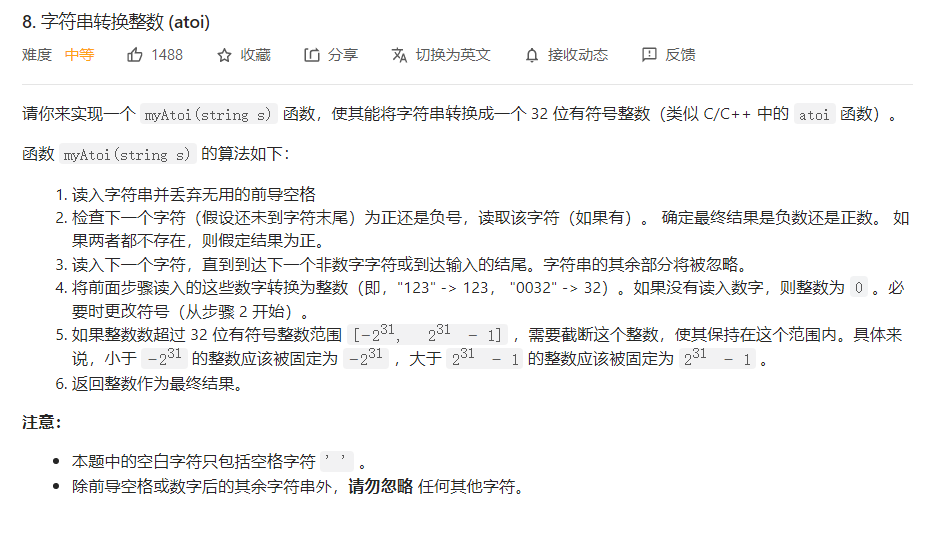 8. 字符串转换整数 (atoi)
难度 中等 1488 收藏 分享 切换为英文 接收动态 反馈
请你来实现一个 myAtoi(string s) 函数，使其能将字符串转换成一个 32 位有符号整数（类似 C/C++ 中的 atoi 函数）。
函数 myAtoi(string s) 的算法如下：
1. 读入字符串并丢弃无用的前导空格
2. 检查下一个字符（假设还未到字符末尾）为正还是负号，读取该字符（如果有）。 确定最终结果是负数还是正数。 如
果两者都不存在，则假定结果为正。
3. 读入下一个字符，直到到达下一个非数字字符或到达输入的结尾。字符串的其余部分将被忽略。
4. 将前面步骤读入的这些数字转换为整数（即，"123" -> 123， "0032" -> 32）。如果没有读入数字，则整数为 0 。必
要时更改符号（从步骤 2 开始）。
5. 如果整数数超过 32 位有符号整数范围 [−2³¹,  2³¹ − 1] ，需要截断这个整数，使其保持在这个范围内。具体来
说，小于 −2³¹ 的整数应该被固定为 −2³¹ ，大于 2³¹ − 1 的整数应该被固定为 2³¹ − 1 。
6. 返回整数作为最终结果。
注意：
• 本题中的空白字符只包括空格字符 ' ' 。
• 除前导空格或数字后的其余字符串外，请勿忽略 任何其他字符。